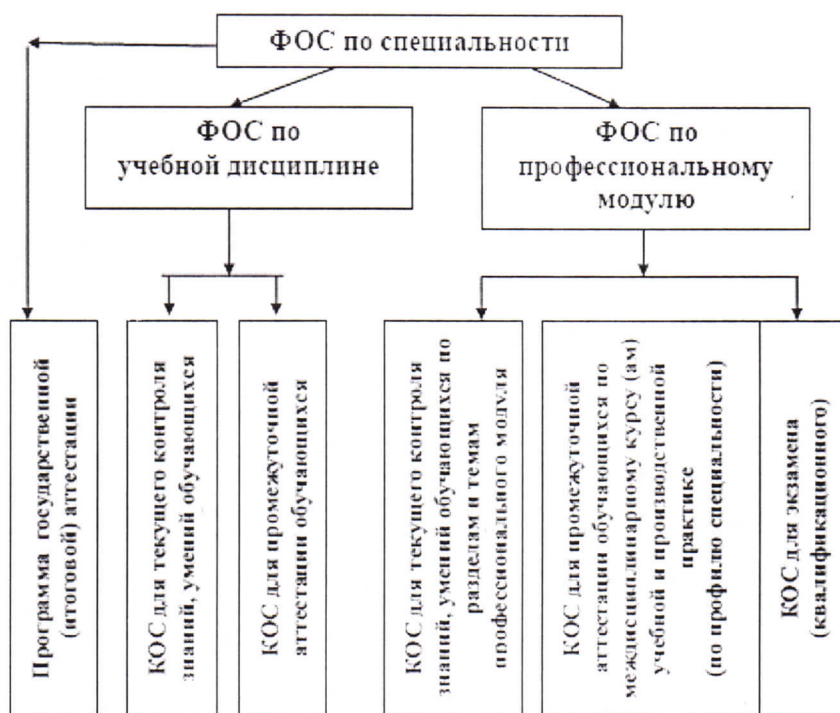 ФОС по специальности
ФОС по
учебной дисциплине
ФОС по
профессиональному
модулю
Программа государственной
(итоговой) аттестации
КОС для текущего контроля
знаний, умений обучающихся
КОС для промежуточной
аттестации обучающихся
КОС для текущего контроля
знаний, умений обучающихся по
разделам и темам
профессионального модуля
КОС для промежуточной
аттестации обучающихся по
междисциплинарному курсу (ам)
учебной и производственной
практике
(по профилю специальности)
КОС для экзамена
(квалификационного)